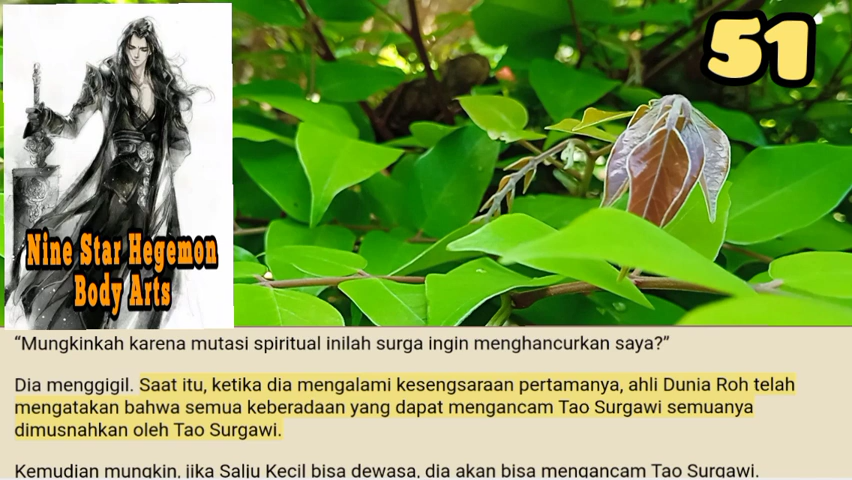 51
Nine Star Hegemon
Body Arts
“Mungkinkah karena mutasi spiritual inilah surga ingin menghancurkan saya?”
Dia menggigil. Saat itu, ketika dia mengalami kesengsaraan pertamanya, ahli Dunia Roh telah
mengatakan bahwa semua keberadaan yang dapat mengancam Tao Surgawi semuanya
dimusnahkan oleh Tao Surgawi.
Kemudian mungkin, jika Salju Kecil bisa dewasa, dia akan bisa mengancam Tao Surgawi.